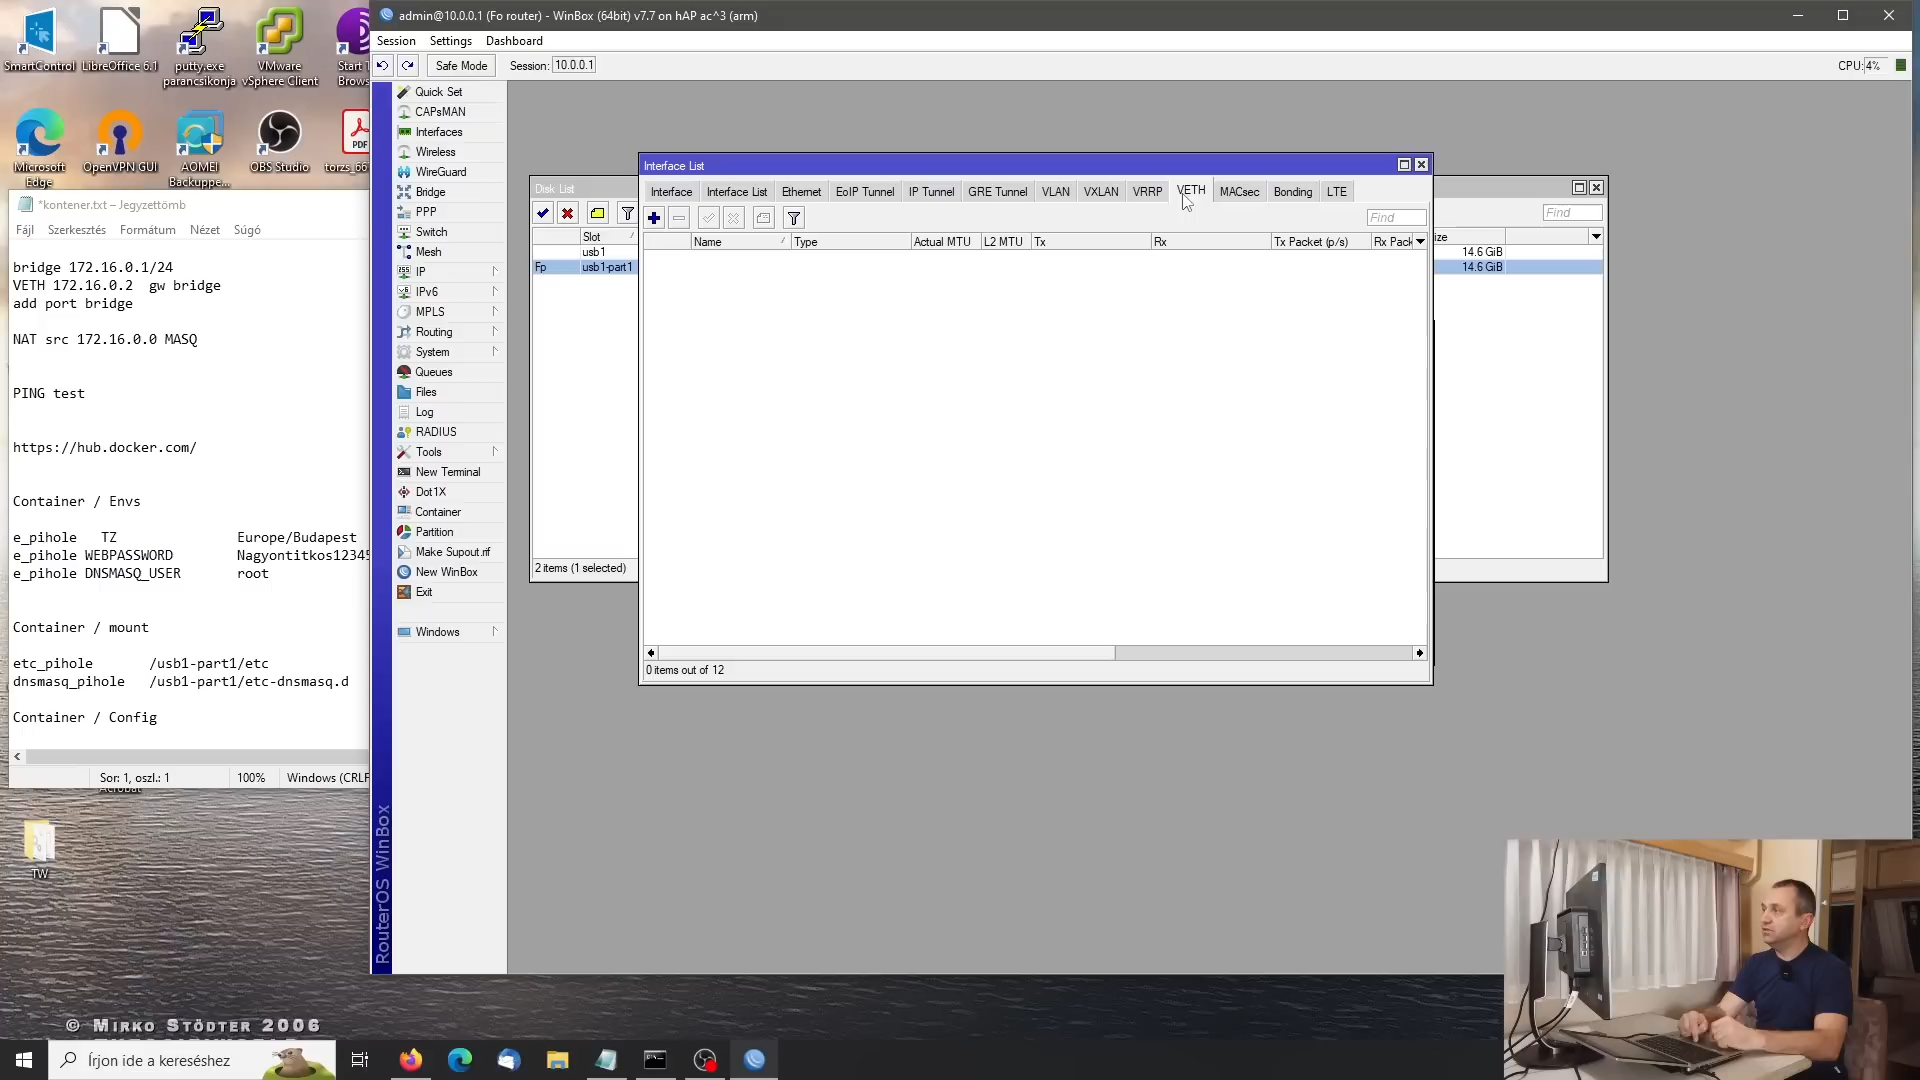 admin@10.0.0.1 (Fo router) - WinBox (64bit) v7.7 on hAP ac^3 (arm)
Session Settings Dashboard
Safe Mode Session: 10.0.0.1 CPU: 4%
SmartControl
LibreOffice 6.1
putty.exe
parancsikonja
VMware
vSphere Client
Start T
Brows
Microsoft
Edge
OpenVPN GUI
AOMEI
Backuppe...
OBS Studio
PDF
torzs_66
*kontener.txt – Jegyzettömb
Fájl Szerkesztés Formátum Nézet Súgó
bridge 172.16.0.1/24
VETH 172.16.0.2 gw bridge
add port bridge
NAT src 172.16.0.0 MASQ
PING test
https://hub.docker.com/
Container / Envs
e_pihole TZ Europe/Budapest
e_pihole WEBPASSWORD Nagyontitkos12345
e_pihole DNSMASQ_USER root
Container / mount
etc_pihole /usb1-part1/etc
dnsmasq_pihole /usb1-part1/etc-dnsmasq.d
Container / Config
Sor: 1, oszl.: 1 100% Windows (CRLF
Acrobat
TW
Quick Set
CAPsMAN
Interfaces
Wireless
WireGuard
Bridge
PPP
Switch
Mesh
IP
IPv6
MPLS
Routing
System
Queues
Files
Log
RADIUS
Tools
New Terminal
Dot1X
Container
Partition
Make Supout.rif
New WinBox
Exit
Windows
RouterOS WinBox
Disk List
Find
Slot
ize
usb1 14.6 GiB
Fp usb1-part1 14.6 GiB
2 items (1 selected)
Interface List
Interface Interface List Ethernet EoIP Tunnel IP Tunnel GRE Tunnel VLAN VXLAN VRRP VETH MACsec Bonding LTE
Find
Name Type Actual MTU L2 MTU Tx Rx Tx Packet (p/s) Rx Pack
0 items out of 12
© Mirko Stödter 2006
Írjon ide a kereséshez